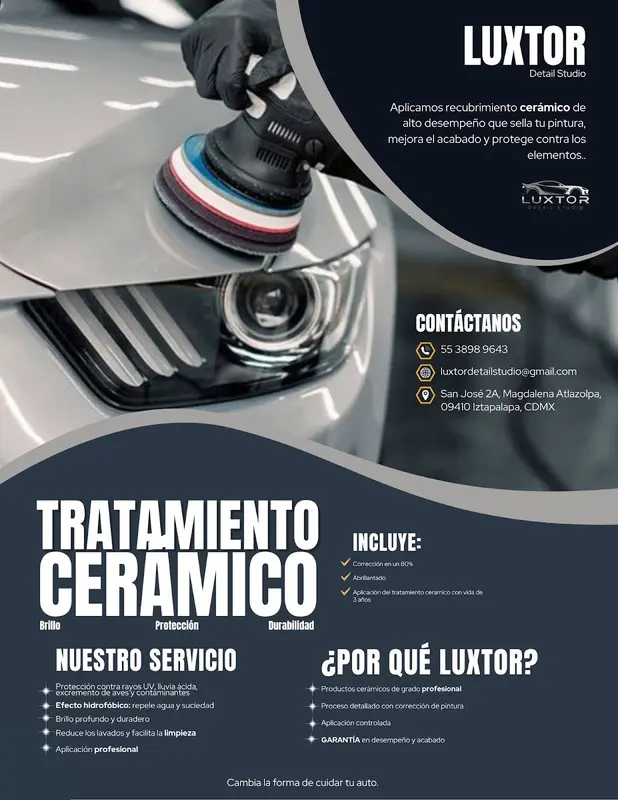 LUXTOR
Detail Studio
Aplicamos recubrimiento cerámico de
alto desempeño que sella tu pintura,
mejora el acabado y protege contra los
elementos..
LUXTOR
DETAIL STUDIO
CONTÁCTANOS
55 3898 9643
luxtordetailstudio@gmail.com
San José 2A, Magdalena Atlazolpa,
09410 Iztapalapa, CDMX
TRATAMIENTO
CERÁMICO
Brillo Protección Durabilidad
INCLUYE:
Corrección en un 80%
Abrillantado
Aplicación del tratamiento ceramico con vida de
3 años
NUESTRO SERVICIO
Protección contra rayos UV, lluvia ácida,
excremento de aves y contaminantes
Efecto hidrofóbico: repele agua y suciedad
Brillo profundo y duradero
Reduce los lavados y facilita la limpieza
Aplicación profesional
¿POR QUÉ LUXTOR?
Productos cerámicos de grado profesional
Proceso detallado con corrección de pintura
Aplicación controlada
GARANTÍA en desempeño y acabado
Cambia la forma de cuidar tu auto.